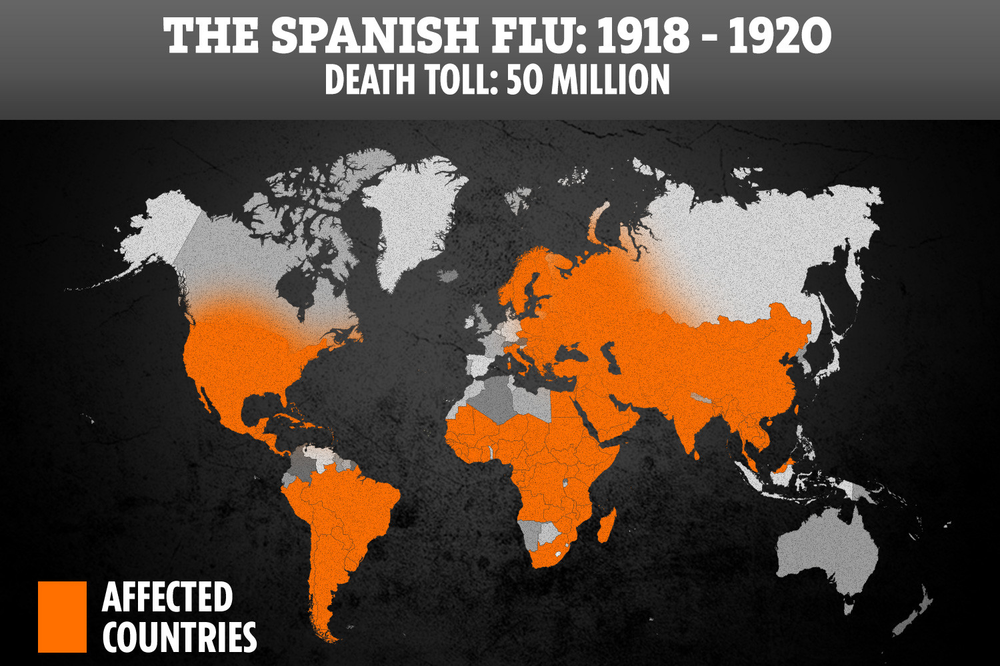 THE SPANISH FLU: 1918 - 1920
DEATH TOLL: 50 MILLION
AFFECTED
COUNTRIES